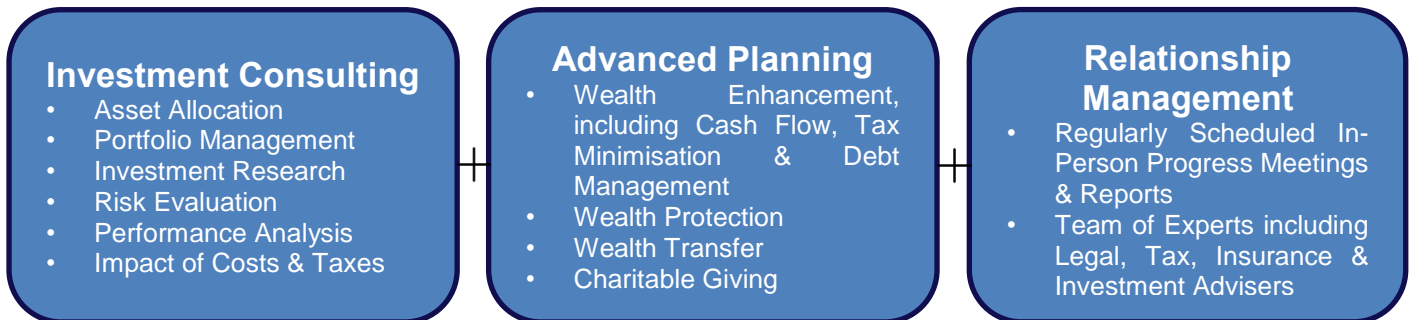 Investment Consulting
• Asset Allocation
• Portfolio Management
• Investment Research
• Risk Evaluation
• Performance Analysis
• Impact of Costs & Taxes
+
Advanced Planning
• Wealth Enhancement,
including Cash Flow, Tax
Minimisation & Debt
Management
• Wealth Protection
• Wealth Transfer
• Charitable Giving
+
Relationship
Management
• Regularly Scheduled In-
Person Progress Meetings
& Reports
• Team of Experts including
Legal, Tax, Insurance &
Investment Advisers